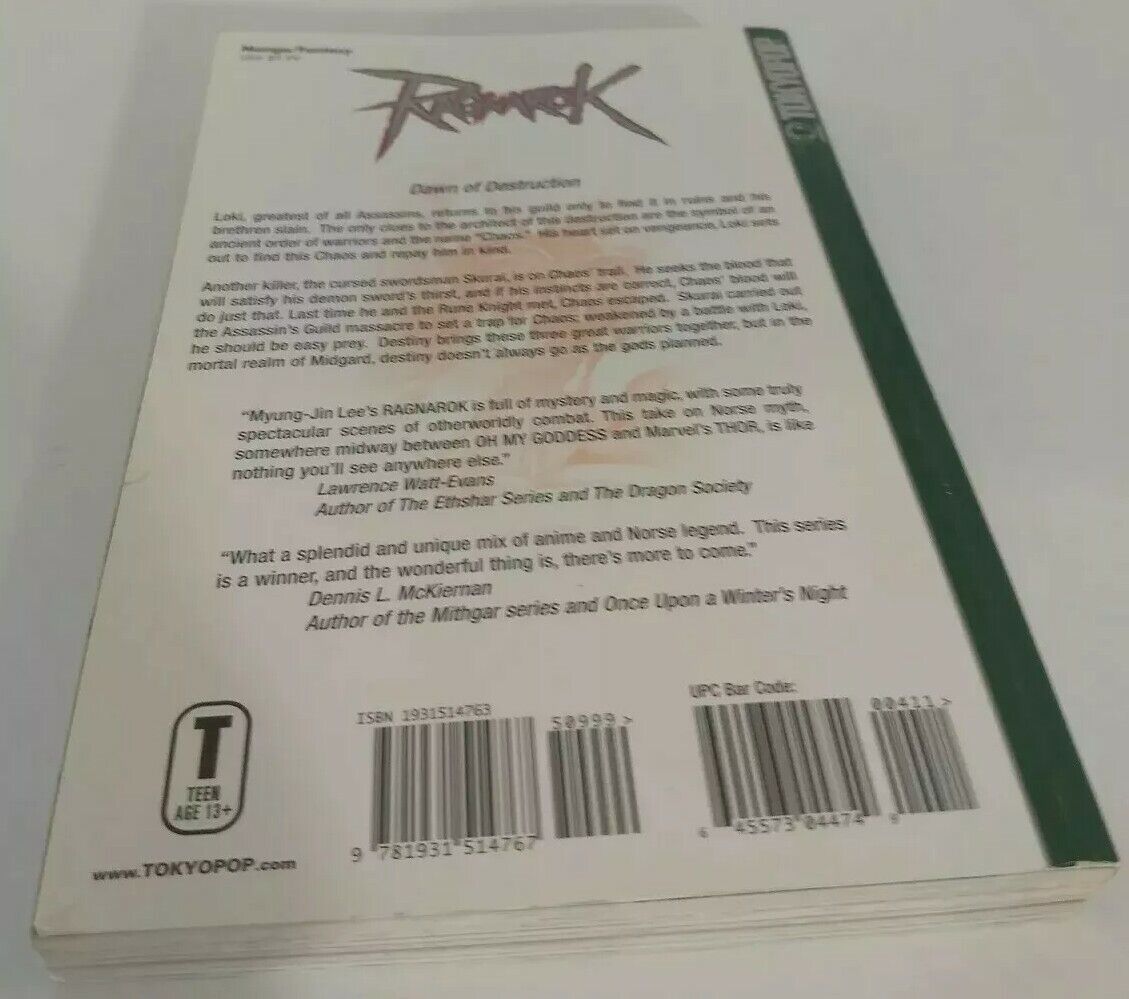 Manga/Fantasy
RAGNAROK
TOKYOPOP
Dawn of Destruction
Loki, greatest of all Assassins, returns to his guild only to find it in ruins and his
brethren slain. The only clues to the architect of this destruction are the symbol of an
ancient order of warriors and the name "Chaos." His heart set on vengeance, Loki sets
out to find this Chaos and repay him in kind.
Another killer, the cursed swordsman Skurai, is on Chaos' trail. He seeks the blood that
will satisfy his demon sword's thirst, and if his instincts are correct, Chaos' blood will
do just that. Last time he and the Rune Knight met, Chaos escaped. Skurai carried out
the Assassin's Guild massacre to set a trap for Chaos; weakened by a battle with Loki,
he should be easy prey. Destiny brings these three great warriors together, but in the
mortal realm of Midgard, destiny doesn't always go as the gods planned.
"Myung-Jin Lee's RAGNAROK is full of mystery and magic, with some truly
spectacular scenes of otherworldly combat. This take on Norse myth,
somewhere midway between OH MY GODDESS and Marvel's THOR, is like
nothing you'll see anywhere else."
Lawrence Watt-Evans
Author of The Ethshar Series and The Dragon Society
"What a splendid and unique mix of anime and Norse legend. This series
is a winner, and the wonderful thing is, there's more to come."
Dennis L. McKiernan
Author of the Mithgar series and Once Upon a Winter's Night
T
TEEN
AGE 13+
www.TOKYOPOP.com
ISBN 1931514763
50999>
9 781931 514767
UPC Bar Code:
00411>
6 45573 04474 9